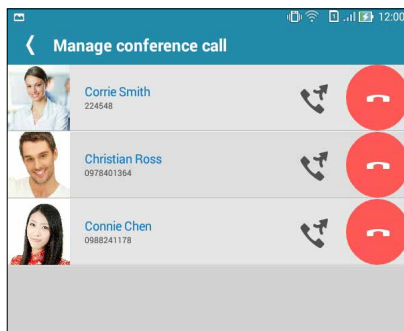 12:00
Manage conference call
Corrie Smith
224548
Christian Ross
0978401364
Connie Chen
0988241178